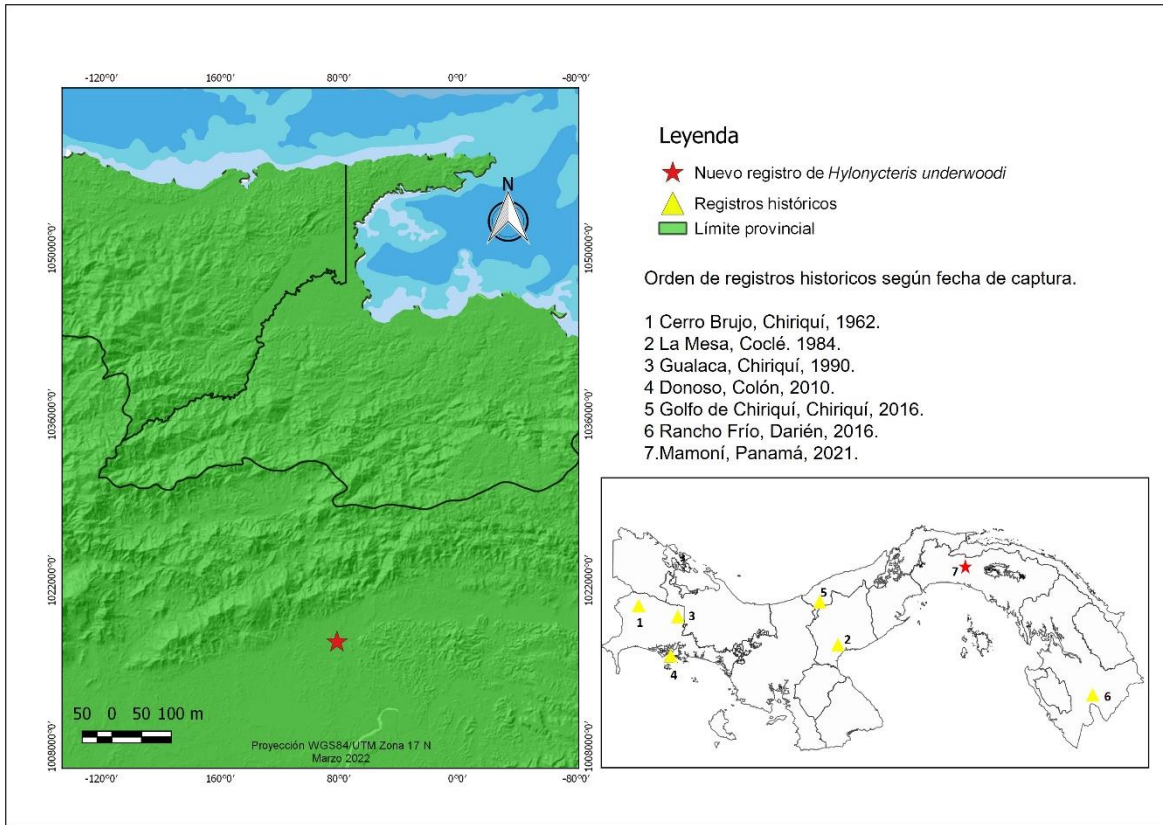 -120°0' 160°0' 80°0' 0°0' -80°0'
1050000°0'
1036000°0'
1022000°0'
1008000°0'
N
50 0 50 100 m
Proyección WGS84/UTM Zona 17 N
Marzo 2022
1050000°0'
1036000°0'
1022000°0'
1008000°0'
-120°0' 160°0' 80°0' 0°0' -80°0'
Leyenda
Nuevo registro de Hylonycteris underwoodi
Registros históricos
Límite provincial
Orden de registros historicos según fecha de captura.
1 Cerro Brujo, Chiriquí, 1962.
2 La Mesa, Coclé. 1984.
3 Gualaca, Chiriquí, 1990.
4 Donoso, Colón, 2010.
5 Golfo de Chiriquí, Chiriquí, 2016.
6 Rancho Frío, Darién, 2016.
7.Mamoní, Panamá, 2021.
7
5
1
3
2
4
6